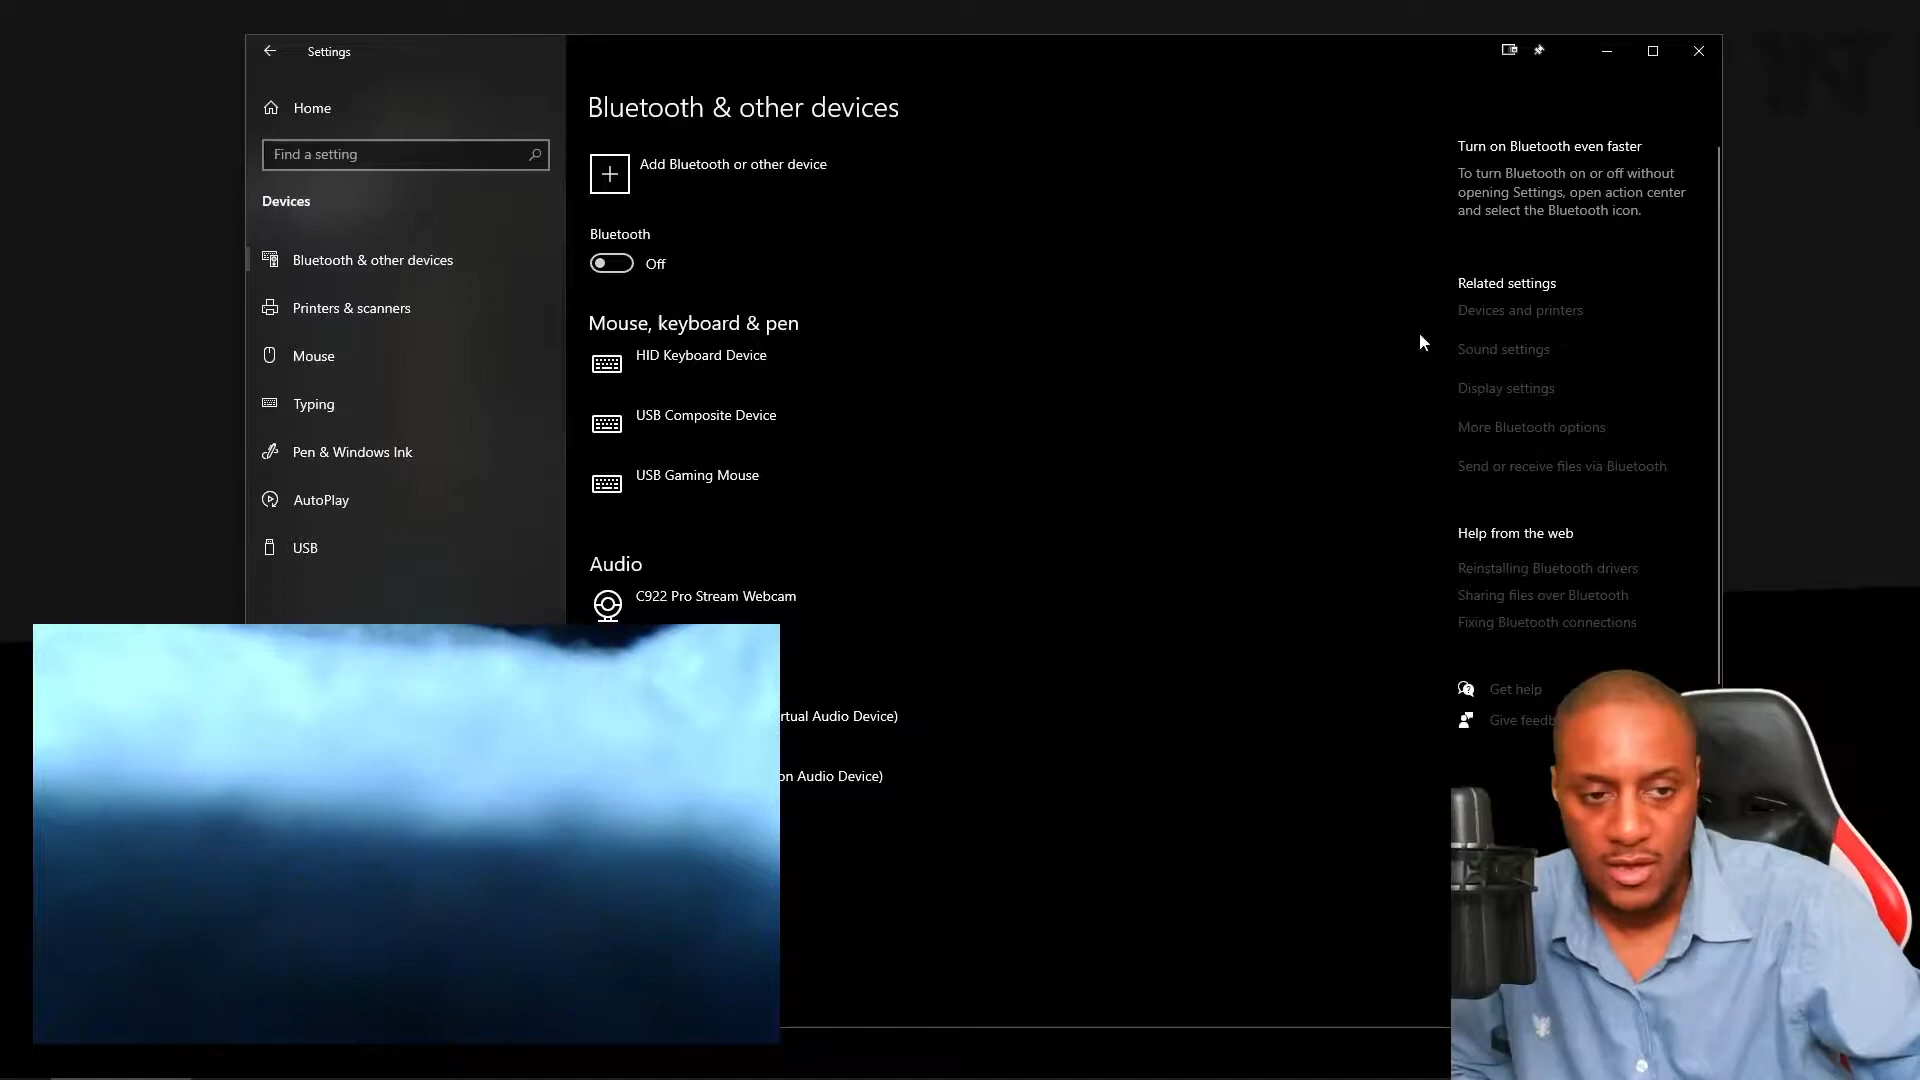 Settings
Home
Find a setting
Devices
Bluetooth & other devices
Printers & scanners
Mouse
Typing
Pen & Windows Ink
AutoPlay
USB
Bluetooth & other devices
Add Bluetooth or other device
Bluetooth
Off
Mouse, keyboard & pen
HID Keyboard Device
USB Composite Device
USB Gaming Mouse
Audio
C922 Pro Stream Webcam
rtual Audio Device)
on Audio Device)
Turn on Bluetooth even faster
To turn Bluetooth on or off without
opening Settings, open action center
and select the Bluetooth icon.
Related settings
Devices and printers
Sound settings
Display settings
More Bluetooth options
Send or receive files via Bluetooth
Help from the web
Reinstalling Bluetooth drivers
Sharing files over Bluetooth
Fixing Bluetooth connections
Get help
Give feedb